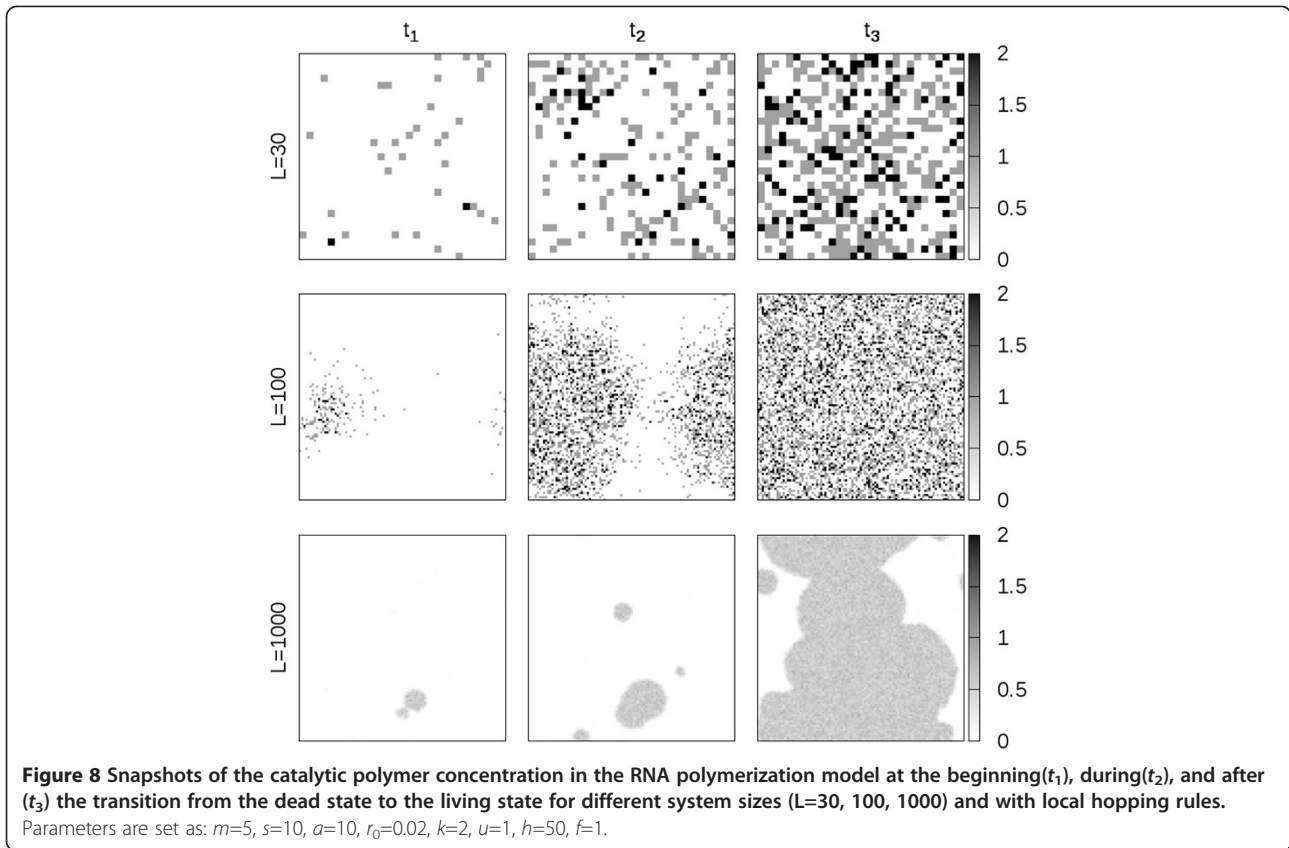 t₁ t₂ t₃
L=30
2
1.5
1
0.5
0
L=100
2
1.5
1
0.5
0
L=1000
2
1.5
1
0.5
0
Figure 8 Snapshots of the catalytic polymer concentration in the RNA polymerization model at the beginning(t₁), during(t₂), and after
(t₃) the transition from the dead state to the living state for different system sizes (L=30, 100, 1000) and with local hopping rules.
Parameters are set as: m=5, s=10, a=10, r₀=0.02, k=2, u=1, h=50, f=1.